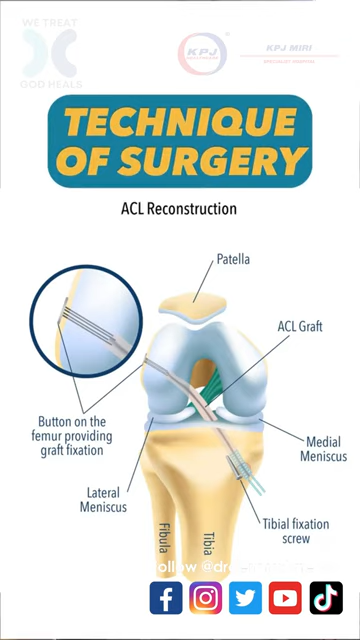 WE TREAT
GOD HEALS
KPJ
HEALTHCARE
KPJ MIRI
SPECIALIST HOSPITAL
TECHNIQUE
OF SURGERY
ACL Reconstruction
Patella
ACL Graft
Button on the
femur providing
graft fixation
Medial
Meniscus
Lateral
Meniscus
Tibial fixation
screw
Fibula
Tibia